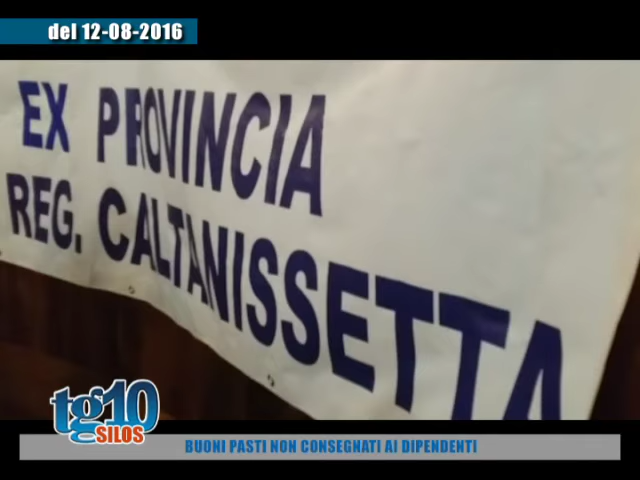 del 12-08-2016
EX PROVINCIA
REG. CALTANISSETTA
tg10
SILOS
BUONI PASTI NON CONSEGNATI AI DIPENDENTI